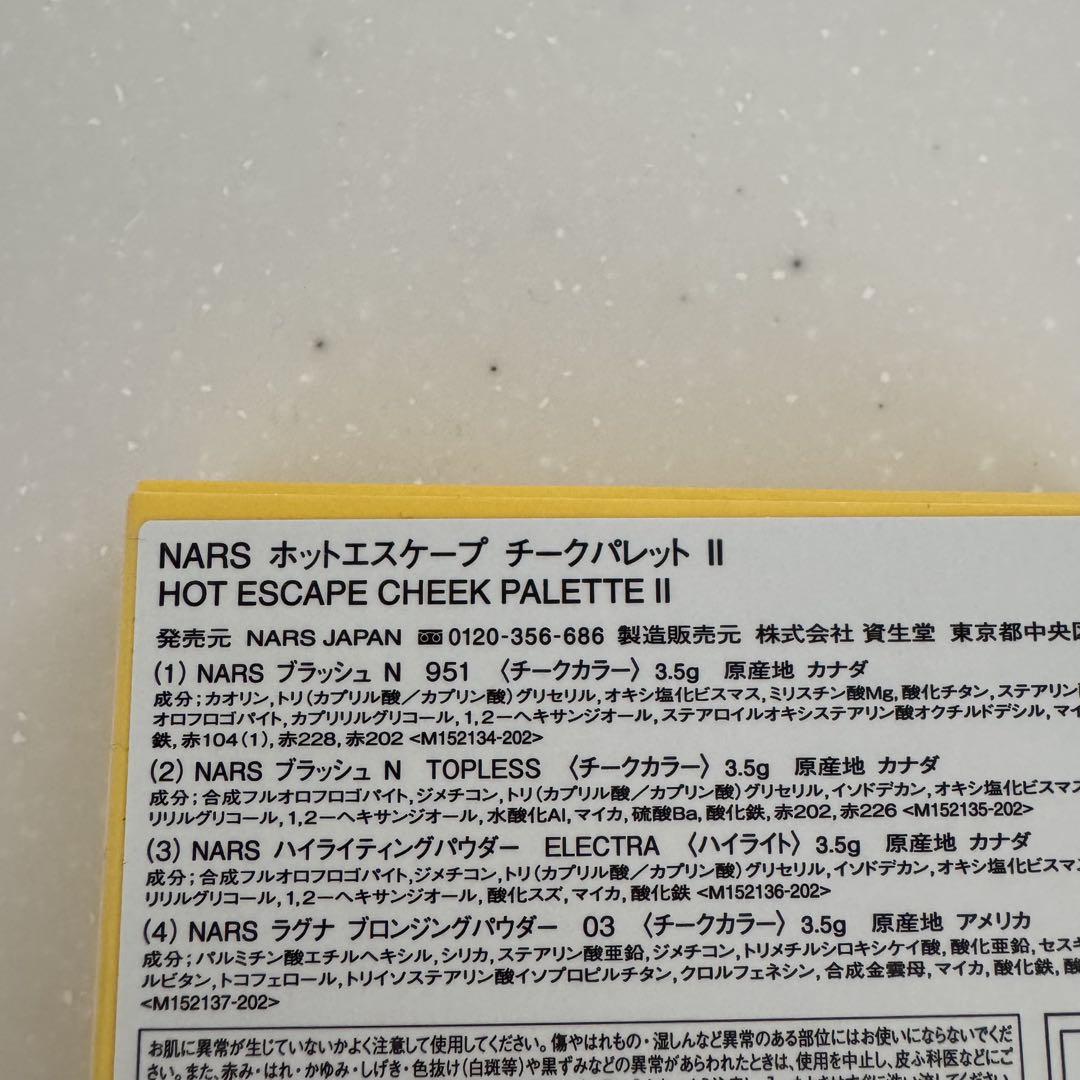 NARS ホットエスケープ チークパレット II
HOT ESCAPE CHEEK PALETTE II
発売元 NARS JAPAN 0120-356-686 製造販売元 株式会社 資生堂 東京都中央区
(1) NARS ブラッシュ N 951 〈チークカラー〉 3.5g 原産地 カナダ
成分；カオリン,トリ(カプリル酸／カプリン酸)グリセリル,オキシ塩化ビスマス,ミリスチン酸Mg,酸化チタン,ステアリン
オロフロゴパイト,カプリリルグリコール,1,2－ヘキサンジオール,ステアロイルオキシステアリン酸オクチルドデシル,マイ
鉄,赤104(1),赤228,赤202 <M152134-202>
(2) NARS ブラッシュ N TOPLESS 〈チークカラー〉 3.5g 原産地 カナダ
成分；合成フルオロフロゴパイト,ジメチコン,トリ(カプリル酸／カプリン酸)グリセリル,イソドデカン,オキシ塩化ビスマス
リリルグリコール,1,2－ヘキサンジオール,水酸化Al,マイカ,硫酸Ba,酸化鉄,赤202,赤226 <M152135-202>
(3) NARS ハイライティングパウダー ELECTRA 〈ハイライト〉 3.5g 原産地 カナダ
成分；合成フルオロフロゴパイト,ジメチコン,トリ(カプリル酸／カプリン酸)グリセリル,イソドデカン,オキシ塩化ビスマ
リリルグリコール,1,2－ヘキサンジオール,酸化スズ,マイカ,酸化鉄 <M152136-202>
(4) NARS ラグナ ブロンジングパウダー 03 〈チークカラー〉 3.5g 原産地 アメリカ
成分；パルミチン酸エチルヘキシル,シリカ,ステアリン酸亜鉛,ジメチコン,トリメチルシロキシケイ酸,酸化亜鉛,セスキ
ルビタン,トコフェロール,トリイソステアリン酸イソプロピルチタン,クロルフェネシン,合成金雲母,マイカ,酸化鉄,酸
<M152137-202>
お肌に異常が生じていないかよく注意して使用してください。傷やはれもの・湿しんなど異常のある部位にはお使いにならないでくだ
さい。また、赤み・はれ・かゆみ・しげき・色抜け(白斑等)や黒ずみなどの異常があらわれたときは、使用を中止し、皮ふ科医などにご